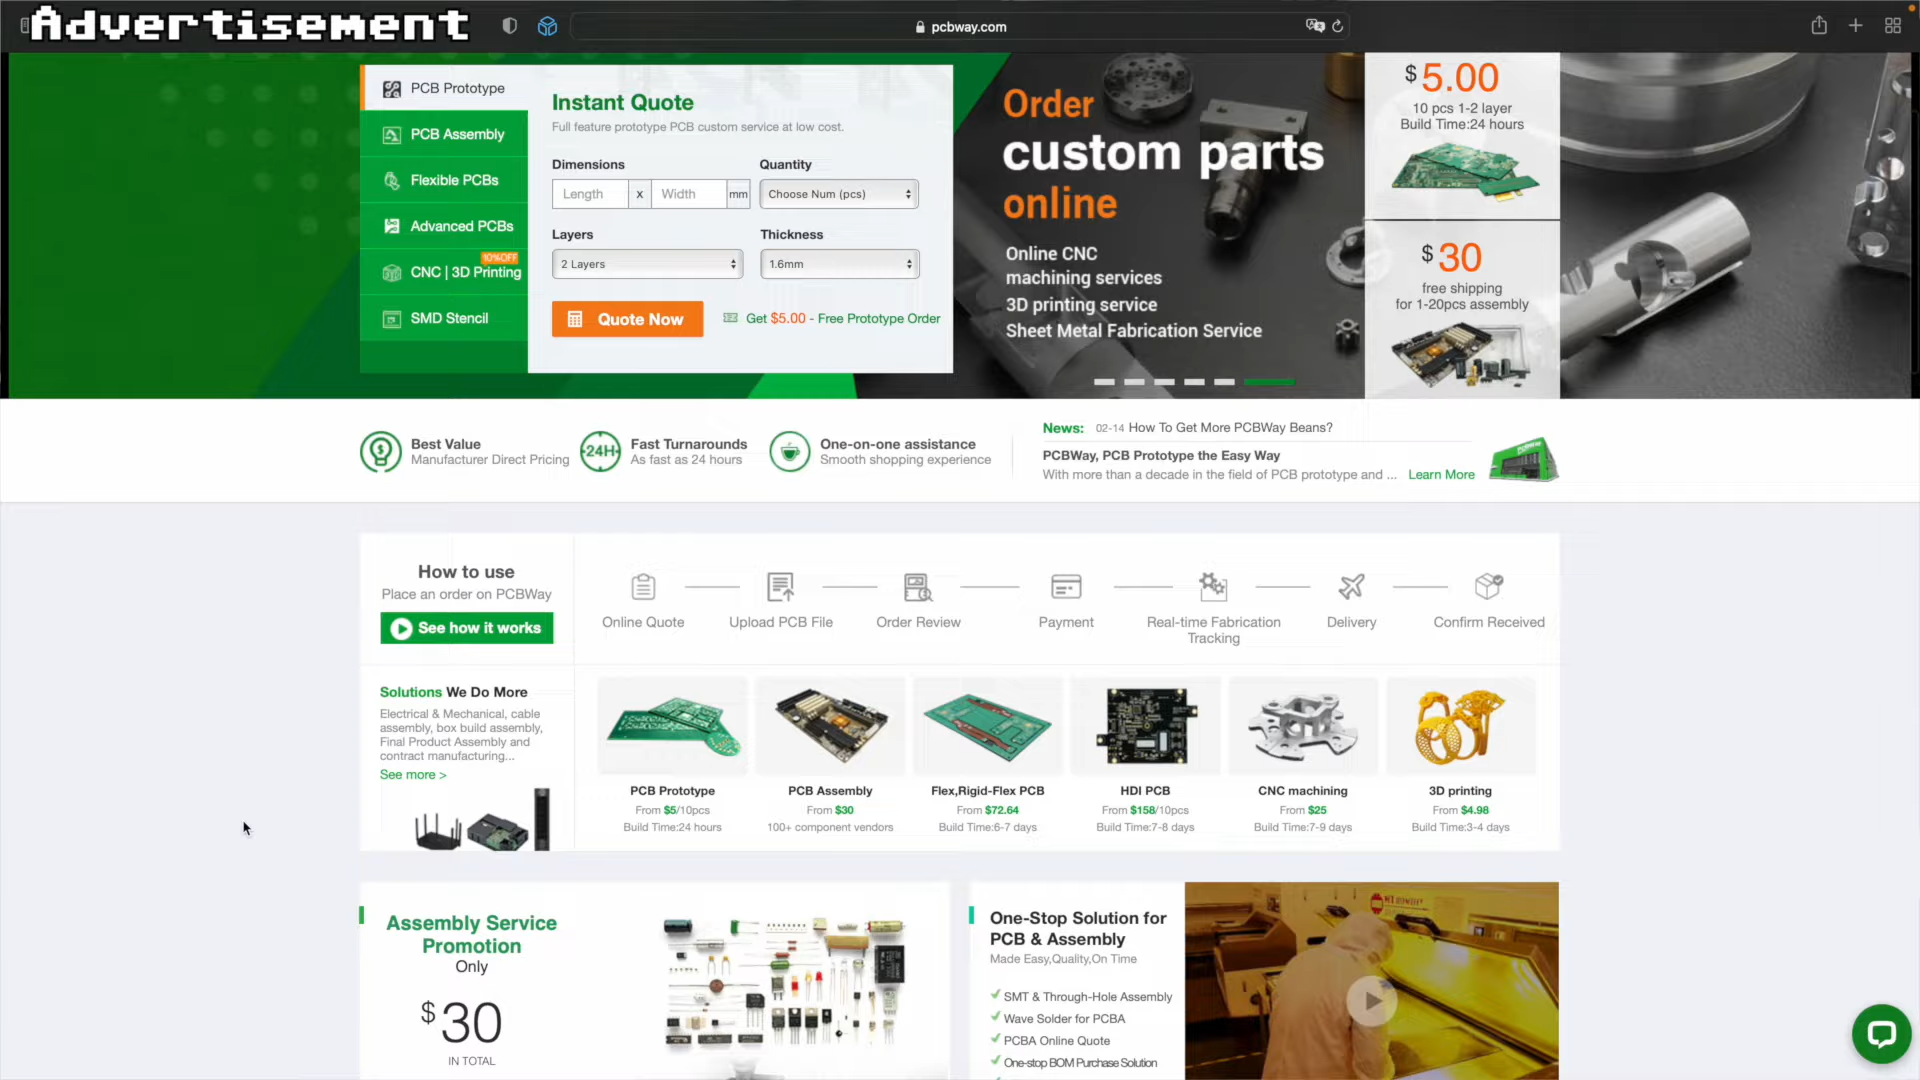 Advertisement
pcbway.com
PCB Prototype
PCB Assembly
Flexible PCBs
Advanced PCBs
10%OFF
CNC | 3D Printing
SMD Stencil
Instant Quote
Full feature prototype PCB custom service at low cost.
Dimensions
Quantity
Length x Width mm
Choose Num (pcs)
Layers
Thickness
2 Layers
1.6mm
Quote Now
Get $5.00 - Free Prototype Order
Order
custom parts
online
Online CNC
machining services
3D printing service
Sheet Metal Fabrication Service
$5.00
10 pcs 1-2 layer
Build Time:24 hours
$30
free shipping
for 1-20pcs assembly
Best Value
Manufacturer Direct Pricing
24H
Fast Turnarounds
As fast as 24 hours
One-on-one assistance
Smooth shopping experience
News: 02-14 How To Get More PCBWay Beans?
PCBWay, PCB Prototype the Easy Way
With more than a decade in the field of PCB prototype and ... Learn More
How to use
Place an order on PCBWay
See how it works
Online Quote
Upload PCB File
Order Review
Payment
Real-time Fabrication
Tracking
Delivery
Confirm Received
Solutions We Do More
Electrical & Mechanical, cable
assembly, box build assembly,
Final Product Assembly and
contract manufacturing...
See more >
PCB Prototype
From $5/10pcs
Build Time:24 hours
PCB Assembly
From $30
100+ component vendors
Flex,Rigid-Flex PCB
From $72.64
Build Time:6-7 days
HDI PCB
From $158/10pcs
Build Time:7-8 days
CNC machining
From $25
Build Time:7-9 days
3D printing
From $4.98
Build Time:3-4 days
Assembly Service
Promotion
Only
$30
IN TOTAL
One-Stop Solution for
PCB & Assembly
Made Easy,Quality,On Time
SMT & Through-Hole Assembly
Wave Solder for PCBA
PCBA Online Quote
One-stop BOM Purchase Solution